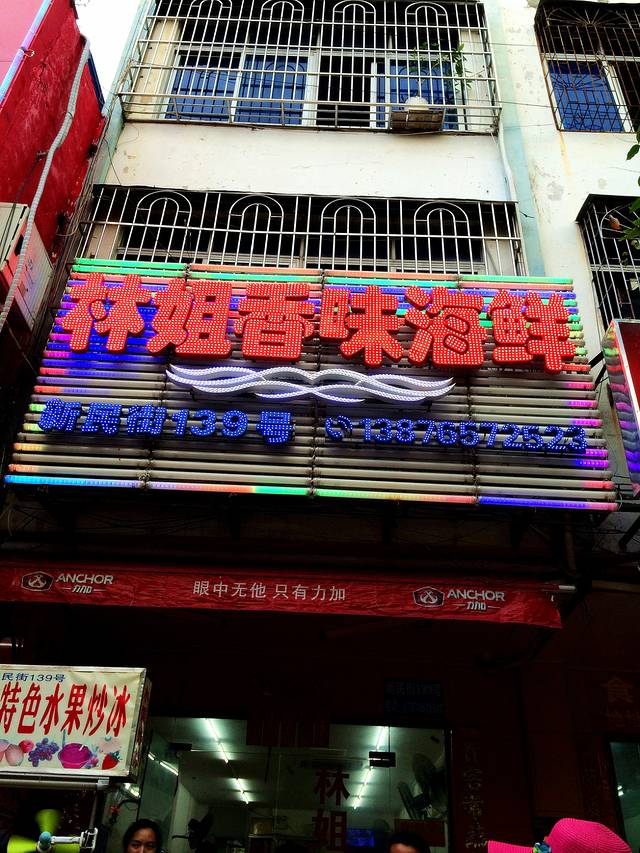 林姐香味海鲜
新民街139号 13876572523
ANCHOR 力加 眼中无他 只有力加 ANCHOR 力加
民街139号
特色水果炒冰
林姐